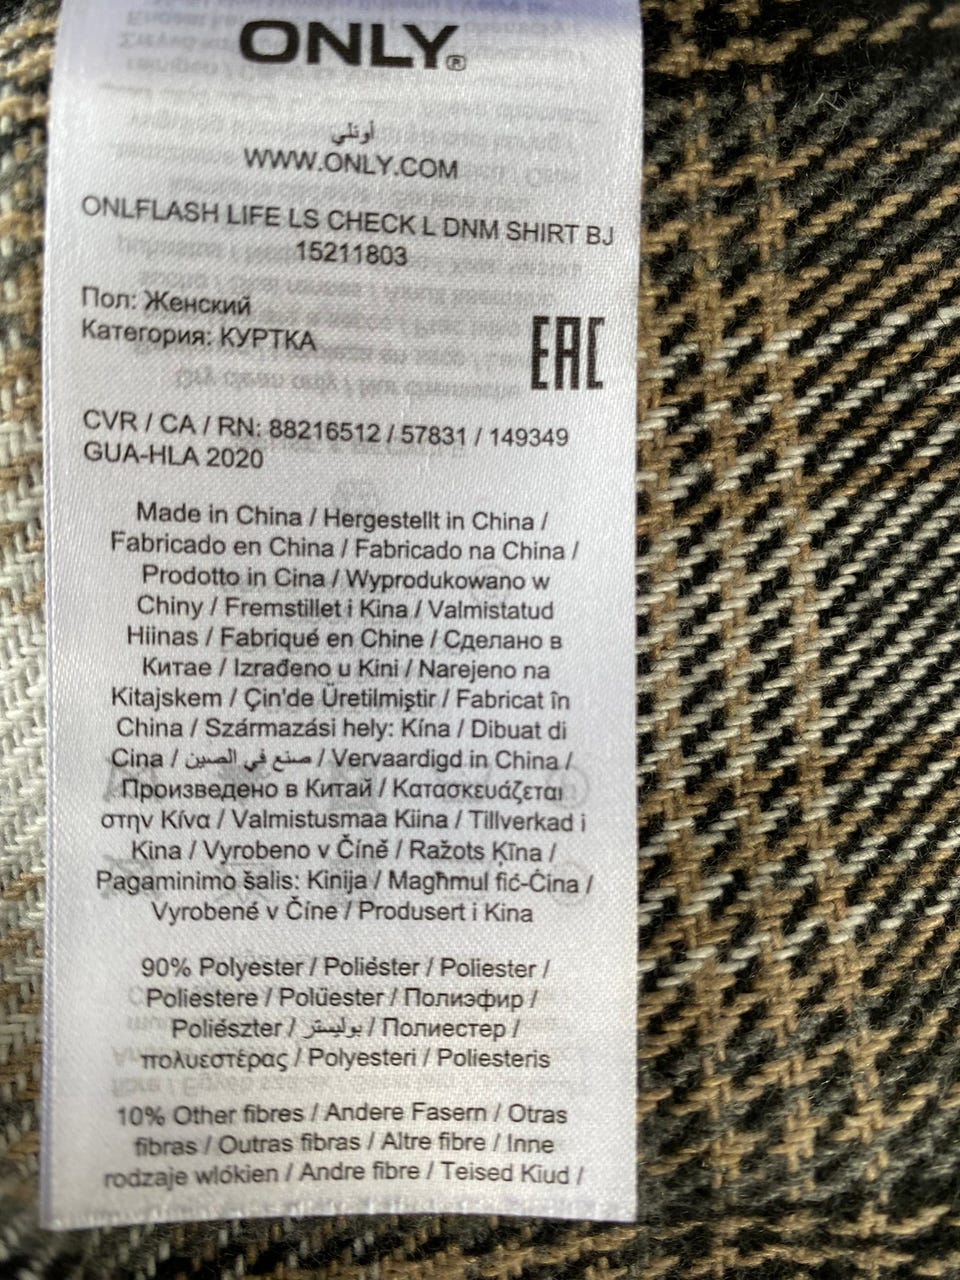 ONLY®
أونلي
WWW.ONLY.COM
ONLFLASH LIFE LS CHECK L DNM SHIRT BJ
15211803
Пол: Женский
Категория: КУРТКА
EAC
CVR / CA / RN: 88216512 / 57831 / 149349
GUA-HLA 2020
Made in China / Hergestellt in China /
Fabricado en China / Fabricado na China /
Prodotto in Cina / Wyprodukowano w
Chiny / Fremstillet i Kina / Valmistatud
Hiinas / Fabriqué en Chine / Сделано в
Китае / Izrađeno u Kini / Narejeno na
Kitajskem / Çin'de Üretilmiştir / Fabricat în
China / Származási hely: Kína / Dibuat di
Cina / صنع في الصين / Vervaardigd in China /
Произведено в Китай / Κατασκευάζεται
στην Κίνα / Valmistusmaa Kiina / Tillverkad i
Kina / Vyrobeno v Číně / Ražots Ķīna /
Pagaminimo šalis: Kinija / Magħmul fić-Ċina /
Vyrobené v Číne / Produsert i Kina
90% Polyester / Poliéster / Poliester /
Poliestere / Polüester / Полиэфир /
Poliészter / بوليستر / Полиестер /
πολυεστέρας / Polyesteri / Poliesteris
10% Other fibres / Andere Fasern / Otras
fibras / Outras fibras / Altre fibre / Inne
rodzaje wlókien / Andre fibre / Teised Kiud /